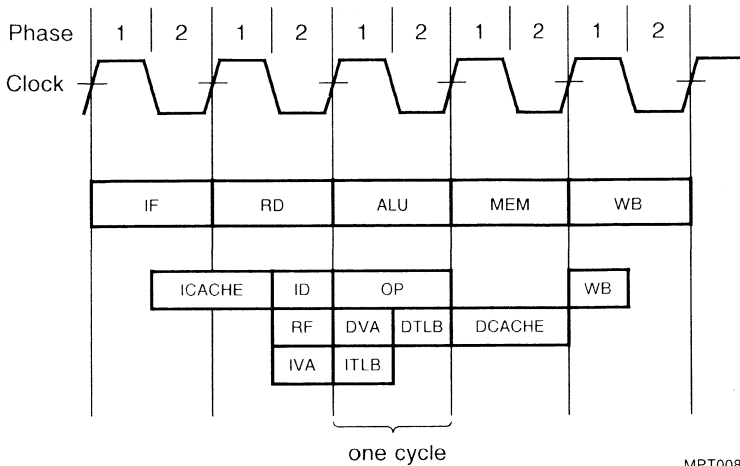 Phase 1 2 1 2 1 2 1 2 1 2
Clock
IF RD ALU MEM WB
ICACHE ID OP WB
RF DVA DTLB DCACHE
IVA ITLB
one cycle
MPT008